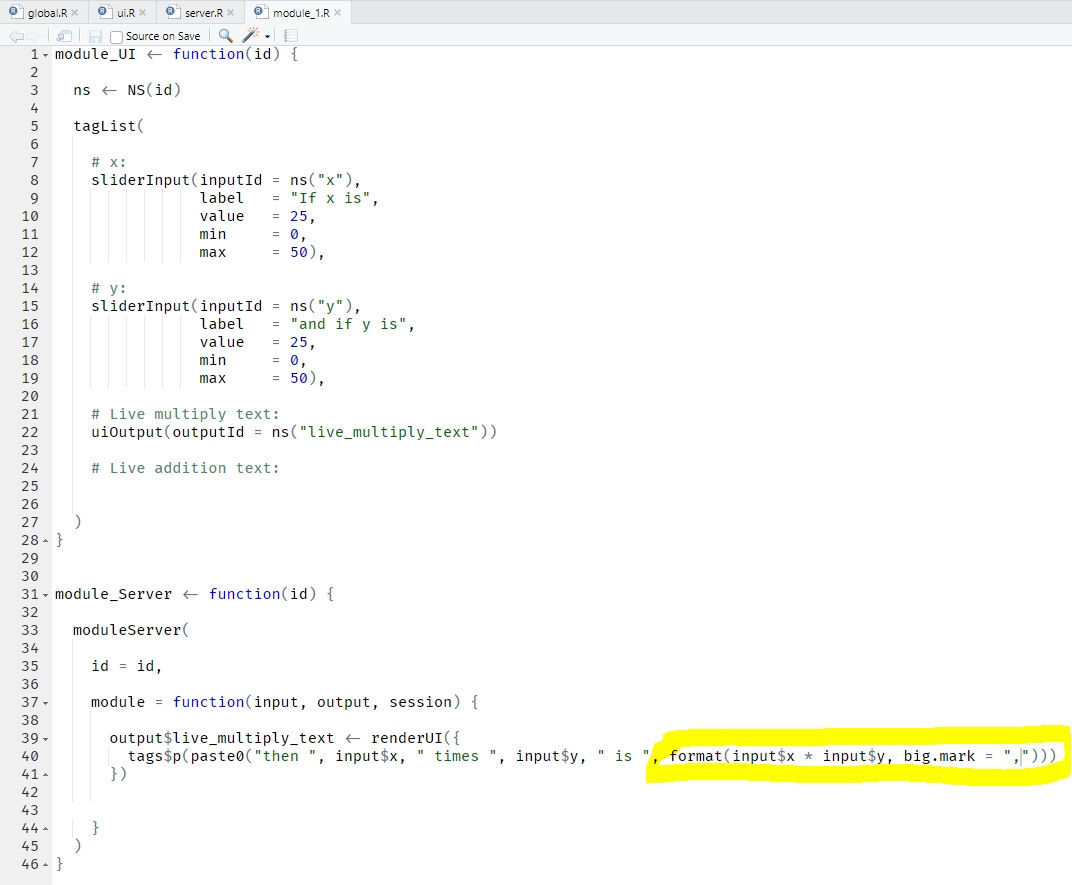 global.R × ui.R × server.R × module_1.R ×
Source on Save
1 module_UI <- function(id) {
2
3   ns <- NS(id)
4
5   tagList(
6
7     # x:
8     sliderInput(inputId = ns("x"),
9                 label   = "If x is",
10                 value   = 25,
11                 min     = 0,
12                 max     = 50),
13
14     # y:
15     sliderInput(inputId = ns("y"),
16                 label   = "and if y is",
17                 value   = 25,
18                 min     = 0,
19                 max     = 50),
20
21     # Live multiply text:
22     uiOutput(outputId = ns("live_multiply_text"))
23
24     # Live addition text:
25
26
27   )
28 }
29
30
31 module_Server <- function(id) {
32
33   moduleServer(
34
35     id = id,
36
37     module = function(input, output, session) {
38
39       output$live_multiply_text <- renderUI({
40         tags$p(paste0("then ", input$x, " times ", input$y, " is ", format(input$x * input$y, big.mark = ",")))
41       })
42
43
44     }
45   )
46 }